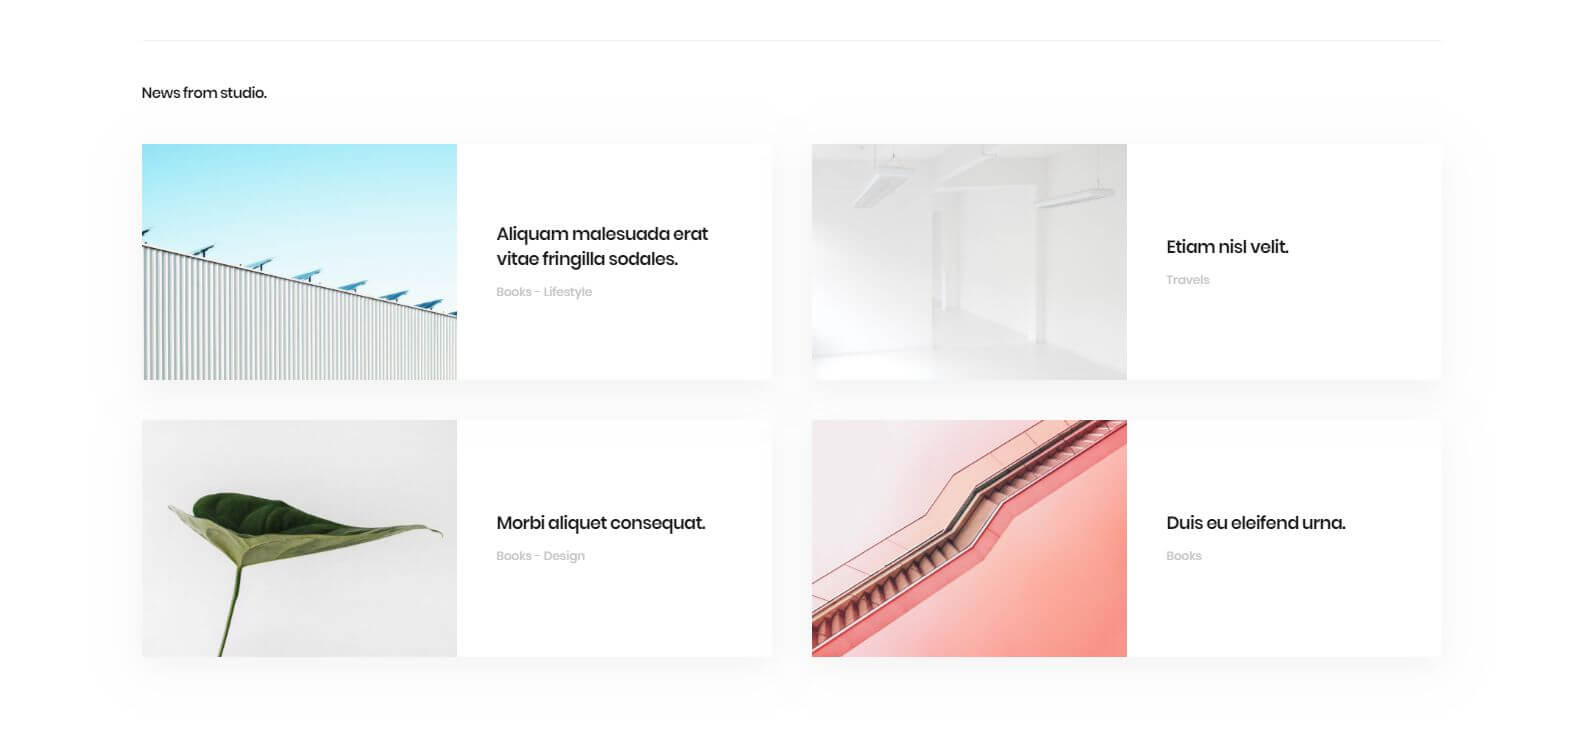 News from studio.
Aliquam malesuada erat
vitae fringilla sodales.
Books - Lifestyle
Etiam nisl velit.
Travels
Morbi aliquet consequat.
Books - Design
Duis eu eleifend urna.
Books